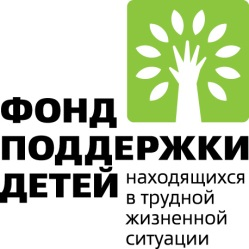 ФОНД
ПОДДЕРЖКИ
ДЕТЕЙ
находящихся
в трудной
жизненной
ситуации